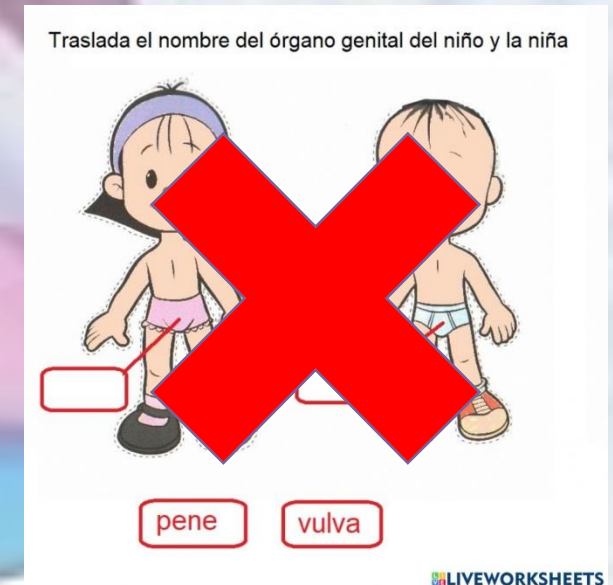 Traslada el nombre del órgano genital del niño y la niña
pene vulva
LIVEWORKSHEETS